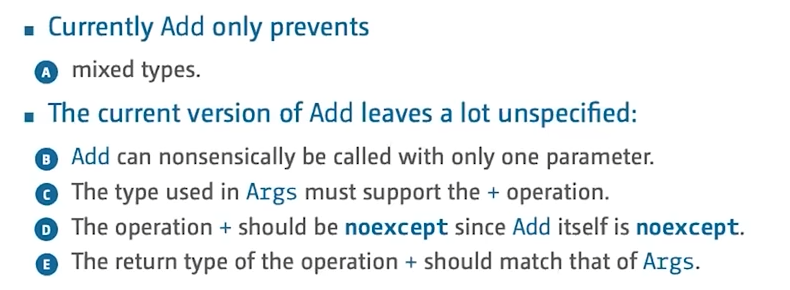 ▪ Currently Add only prevents
A mixed types.
▪ The current version of Add leaves a lot unspecified:
B Add can nonsensically be called with only one parameter.
C The type used in Args must support the + operation.
D The operation + should be noexcept since Add itself is noexcept.
E The return type of the operation + should match that of Args.